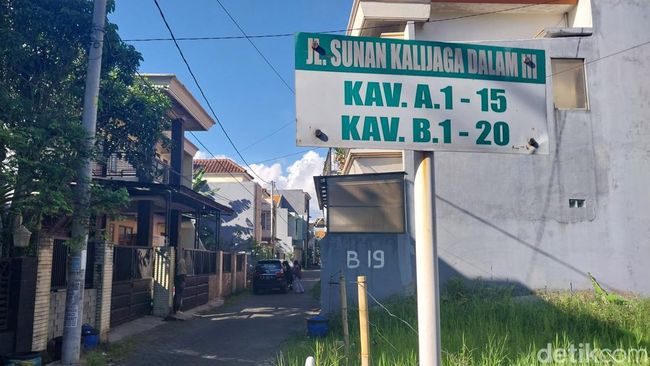 JL. SUNAN KALIJAGA DALAM III
KAV. A.1 - 15
KAV. B.1 - 20
B 19
detikcom